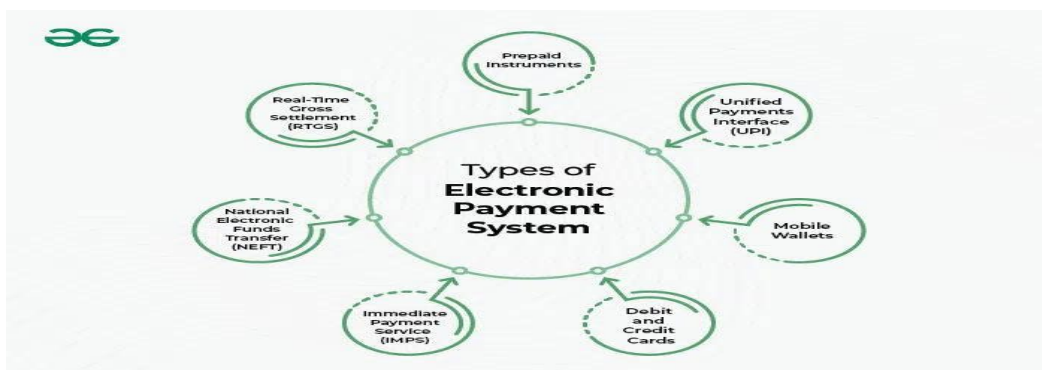 Types of
Electronic
Payment
System
Prepaid
Instruments
Unified
Payments
Interface
(UPI)
Mobile
Wallets
Debit
and
Credit
Cards
Immediate
Payment
Service
(IMPS)
National
Electronic
Funds
Transfer
(NEFT)
Real-Time
Gross
Settlement
(RTGS)